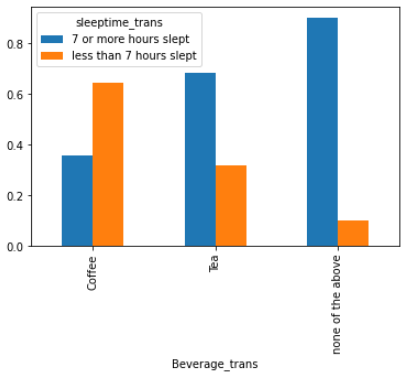 sleeptime_trans
7 or more hours slept
less than 7 hours slept
0.8
0.6
0.4
0.2
0.0
Coffee
Tea
none of the above
Beverage_trans